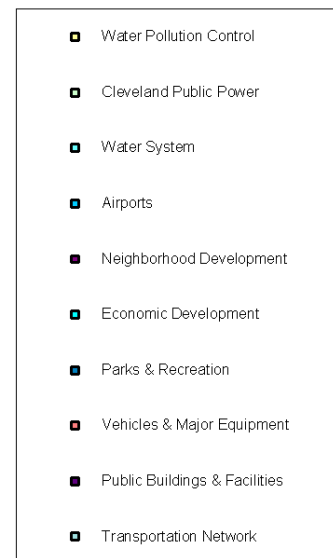 Water Pollution Control
Cleveland Public Power
Water System
Airports
Neighborhood Development
Economic Development
Parks & Recreation
Vehicles & Major Equipment
Public Buildings & Facilities
Transportation Network